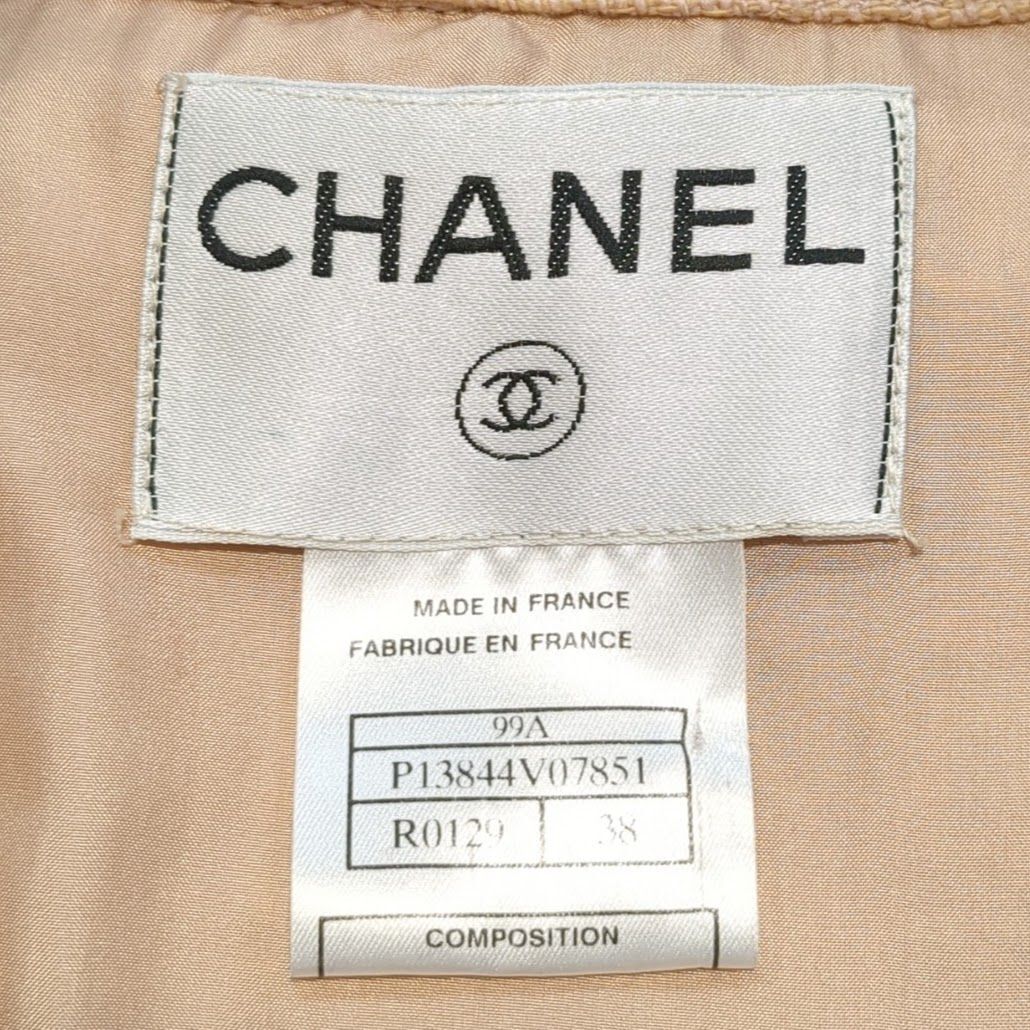 CHANEL
MADE IN FRANCE
FABRIQUE EN FRANCE
99A
P13844V07851
R0129 38
COMPOSITION